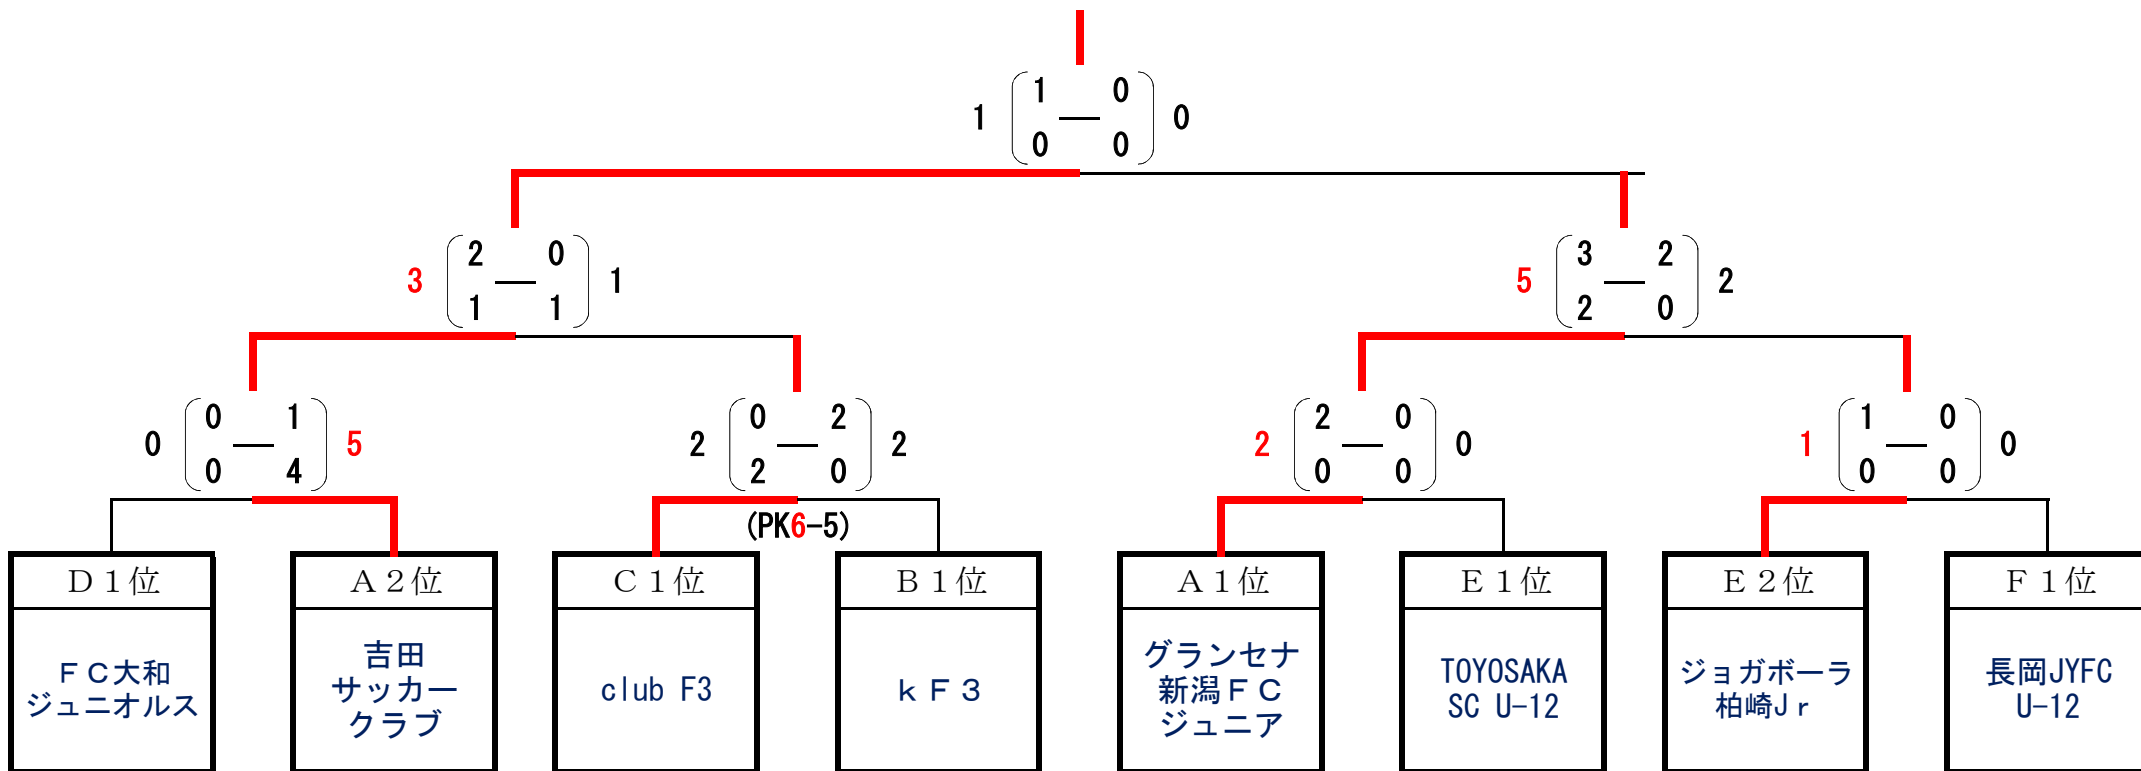 1 0
1 — 0
0 0
2 0
3 — 1
1 1
3 2
5 — 2
2 0
0 1
0 — 5
0 4
0 2
2 — 2
2 0
2 0
2 — 0
0 0
1 0
1 — 0
0 0
(PK6-5)
D1位
A2位
C1位
B1位
A1位
E1位
E2位
F1位
FC大和
ジュニオルス
吉田
サッカー
クラブ
club F3
kF3
グランセナ
新潟FC
ジュニア
TOYOSAKA
SC U-12
ジョガボーラ
柏崎Jr
長岡JYFC
U-12